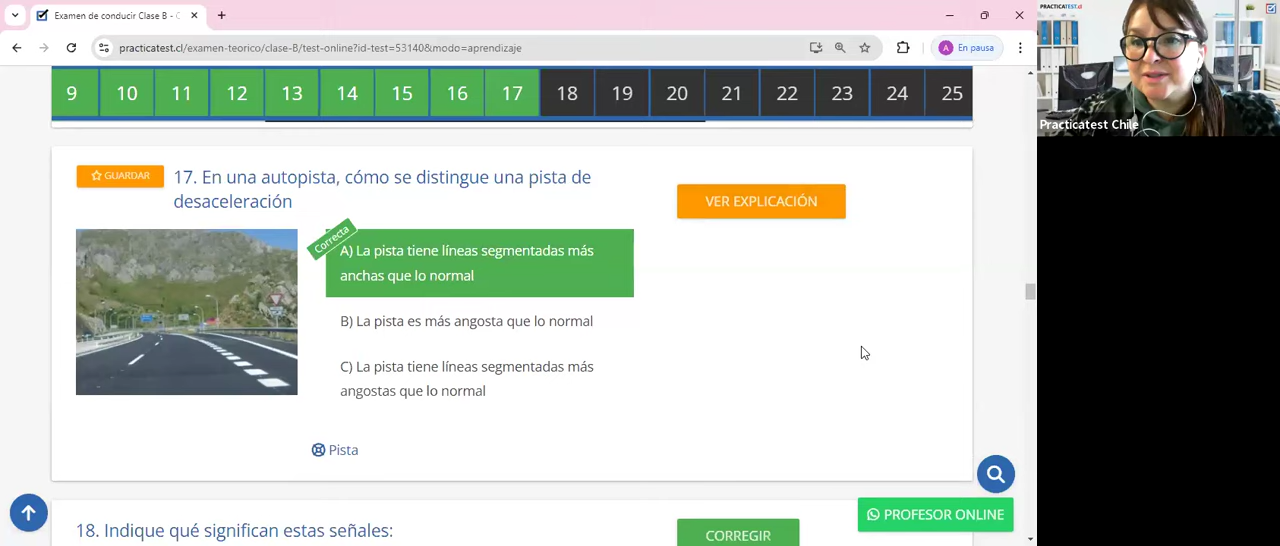 Examen de conducir Clase B - C
PRACTICATEST.cl
practicatest.cl/examen-teorico/clase-B/test-online?id-test=53140&modo=aprendizaje
A
En pausa
9 10 11 12 13 14 15 16 17 18 19 20 21 22 23 24 25
Practicatest Chile
GUARDAR
17. En una autopista, cómo se distingue una pista de
desaceleración
VER EXPLICACIÓN
Correcta
A) La pista tiene líneas segmentadas más
anchas que lo normal
B) La pista es más angosta que lo normal
C) La pista tiene líneas segmentadas más
angostas que lo normal
Pista
PROFESOR ONLINE
18. Indique qué significan estas señales:
CORREGIR